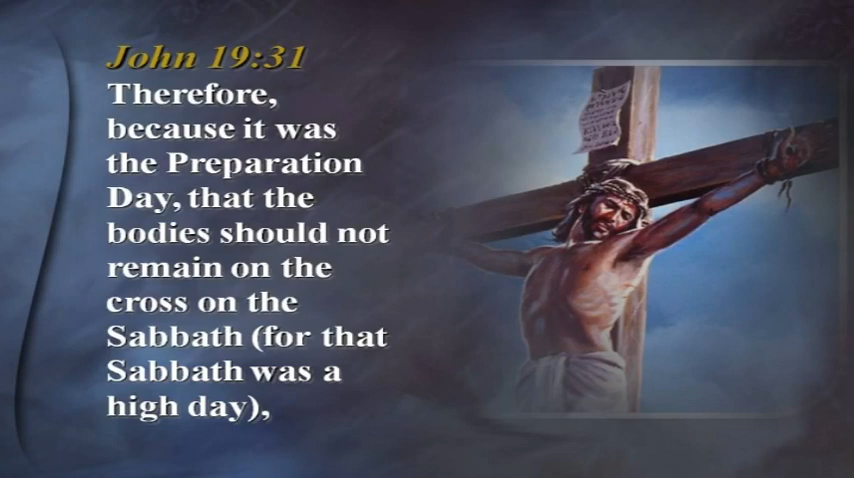 John 19:31
Therefore,
because it was
the Preparation
Day, that the
bodies should not
remain on the
cross on the
Sabbath (for that
Sabbath was a
high day),